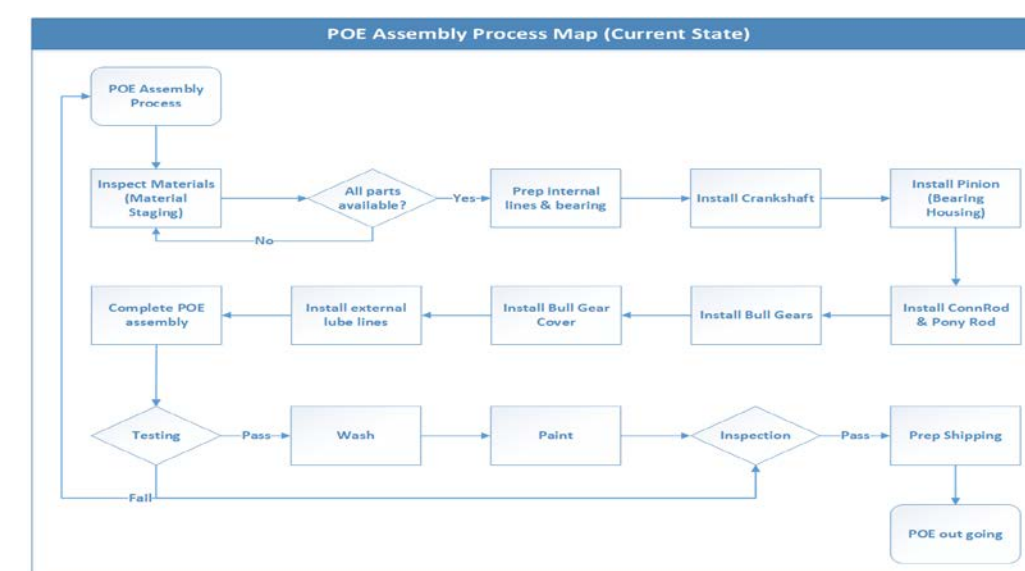 POE Assembly Process Map (Current State)
POE Assembly
Process
Inspect Materials
(Material
Staging)
All parts
available?
Yes
No
Prep internal
lines & bearing
Install Crankshaft
Install Pinion
(Bearing
Housing)
Install ConnRod
& Pony Rod
Install Bull Gears
Install Bull Gear
Cover
Install external
lube lines
Complete POE
assembly
Testing
Pass
Fail
Wash
Paint
Inspection
Pass
Prep Shipping
POE out going